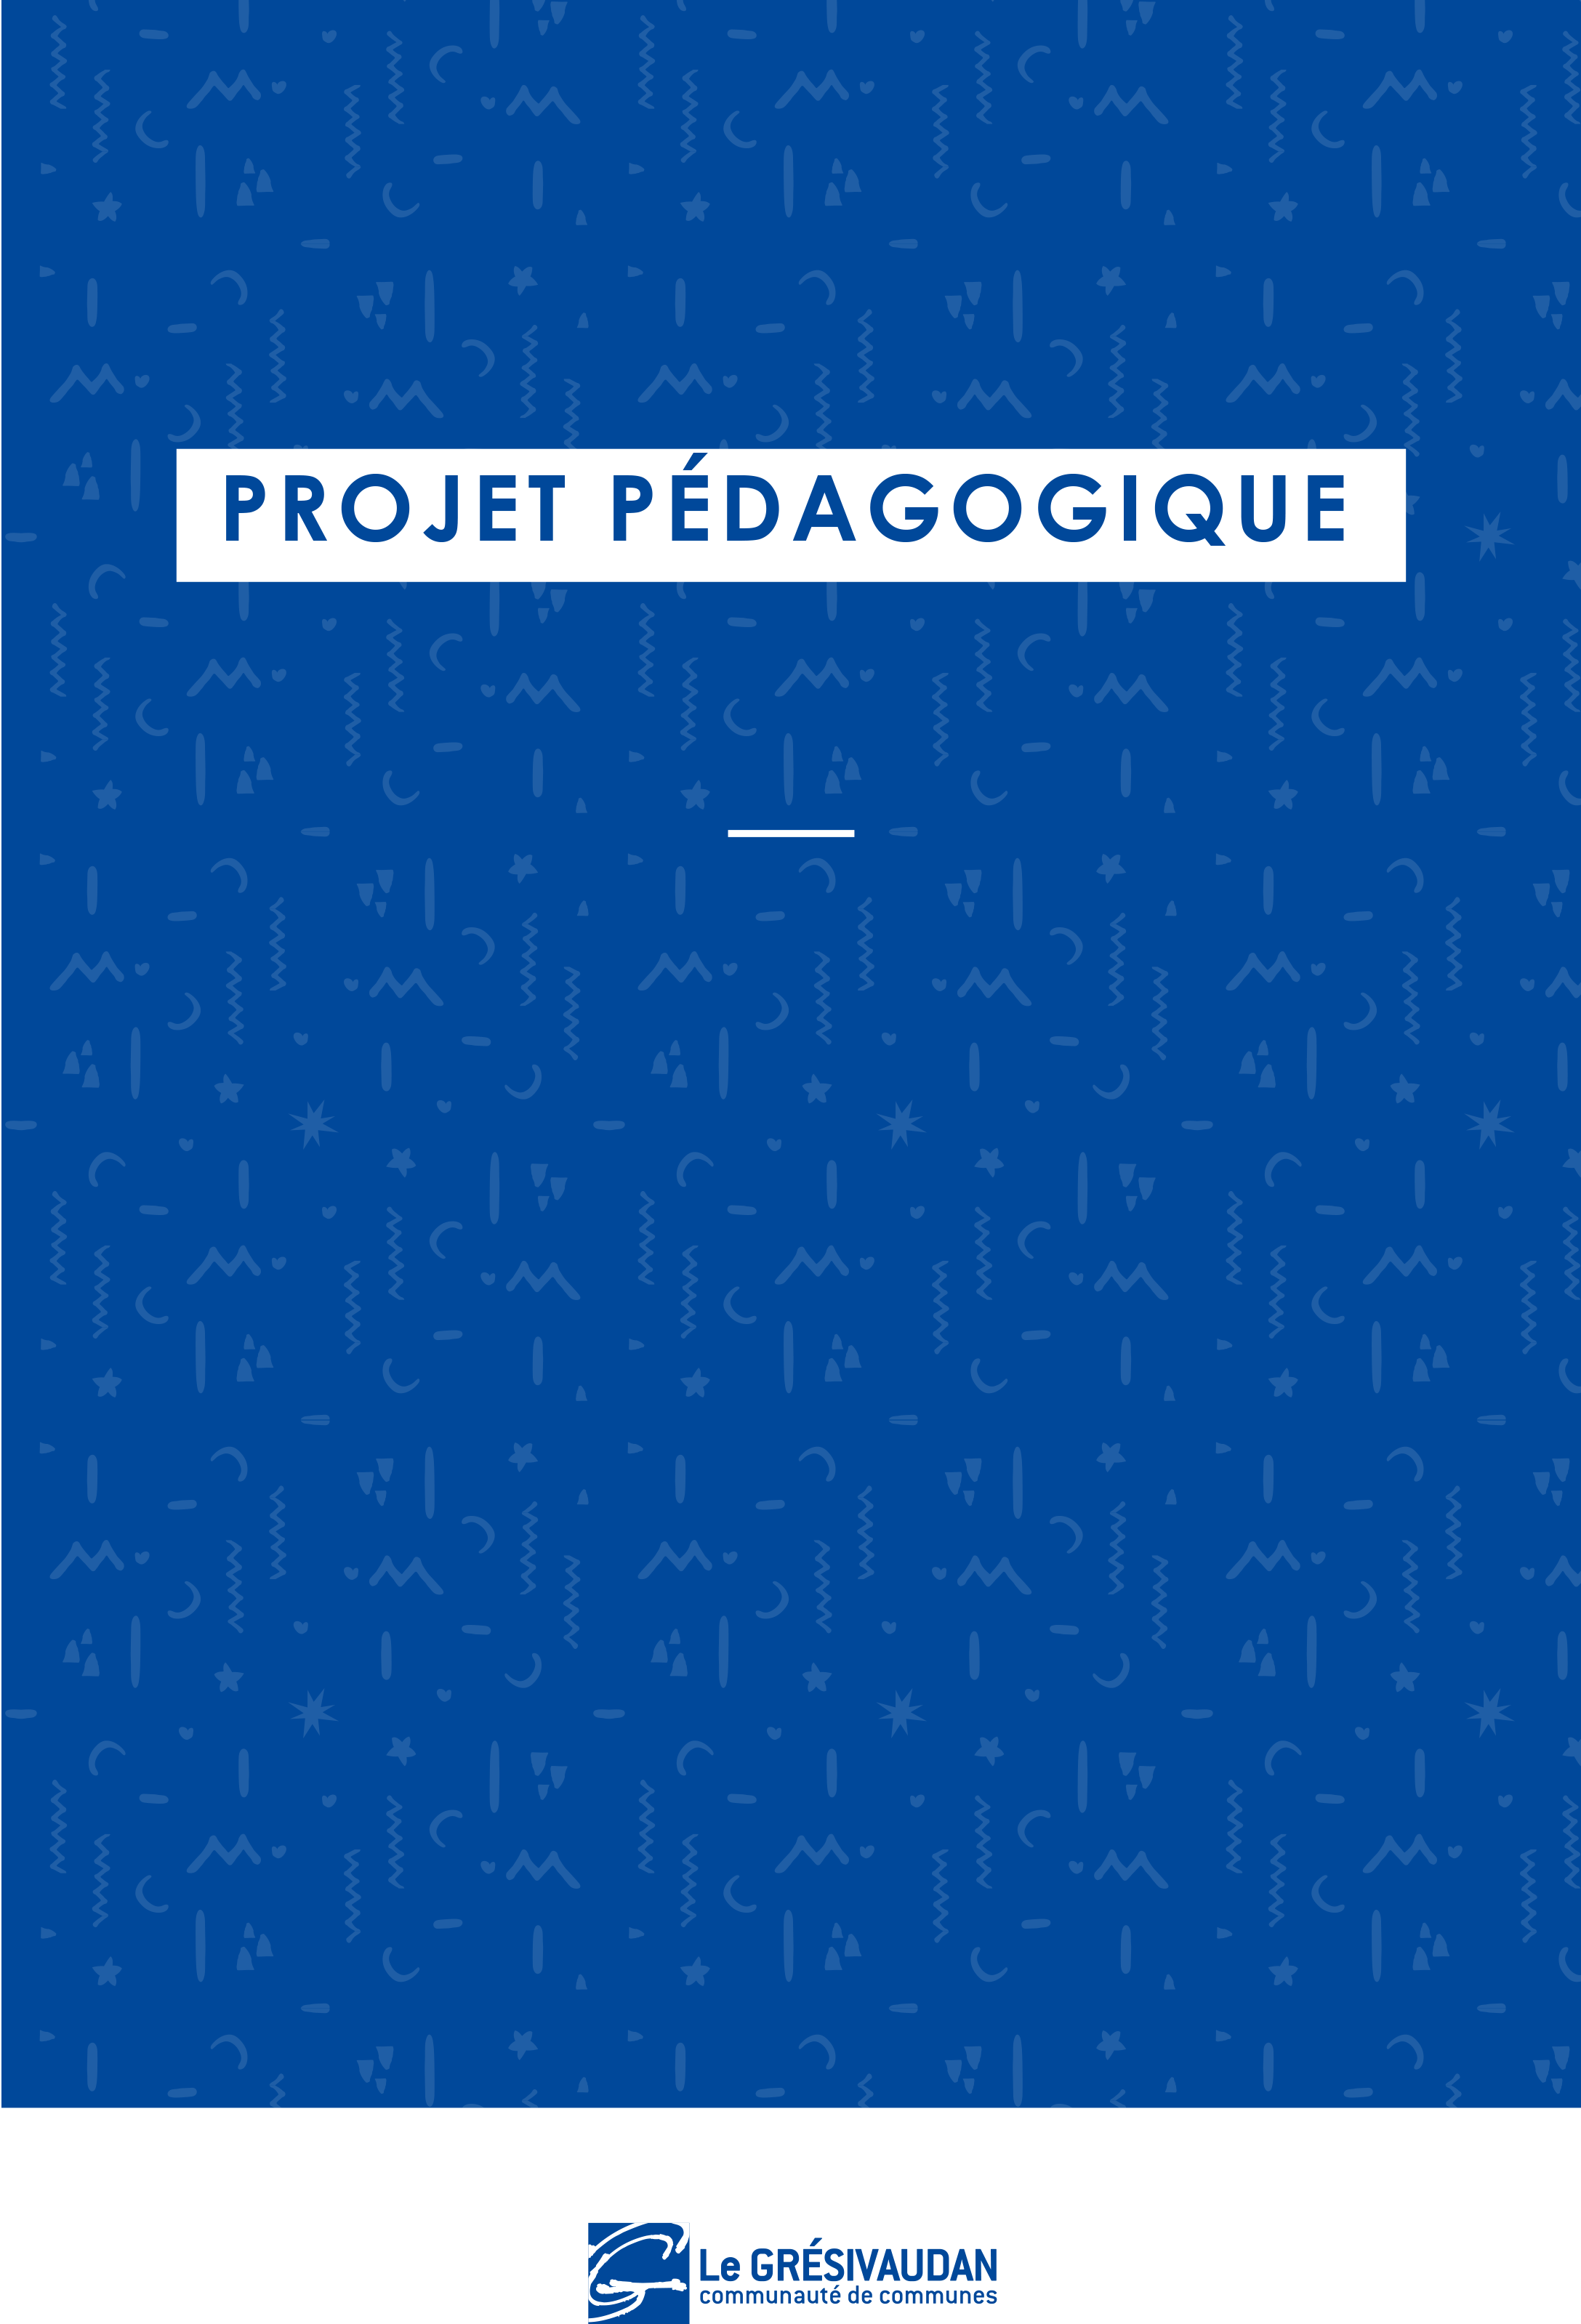 PROJET PÉDAGOGIQUE
Le GRÉSIVAUDAN
communauté de communes